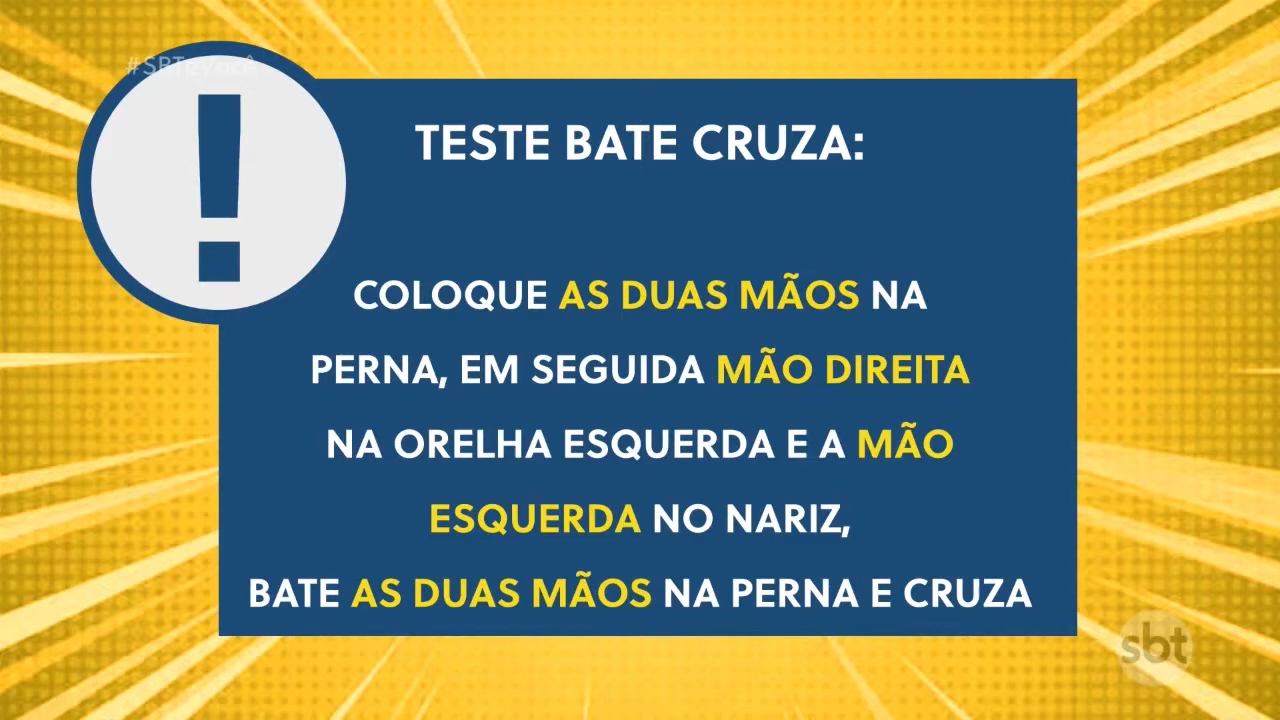 #SBTevocê
TESTE BATE CRUZA:
COLOQUE AS DUAS MÃOS NA
PERNA, EM SEGUIDA MÃO DIREITA
NA ORELHA ESQUERDA E A MÃO
ESQUERDA NO NARIZ,
BATE AS DUAS MÃOS NA PERNA E CRUZA
sbt